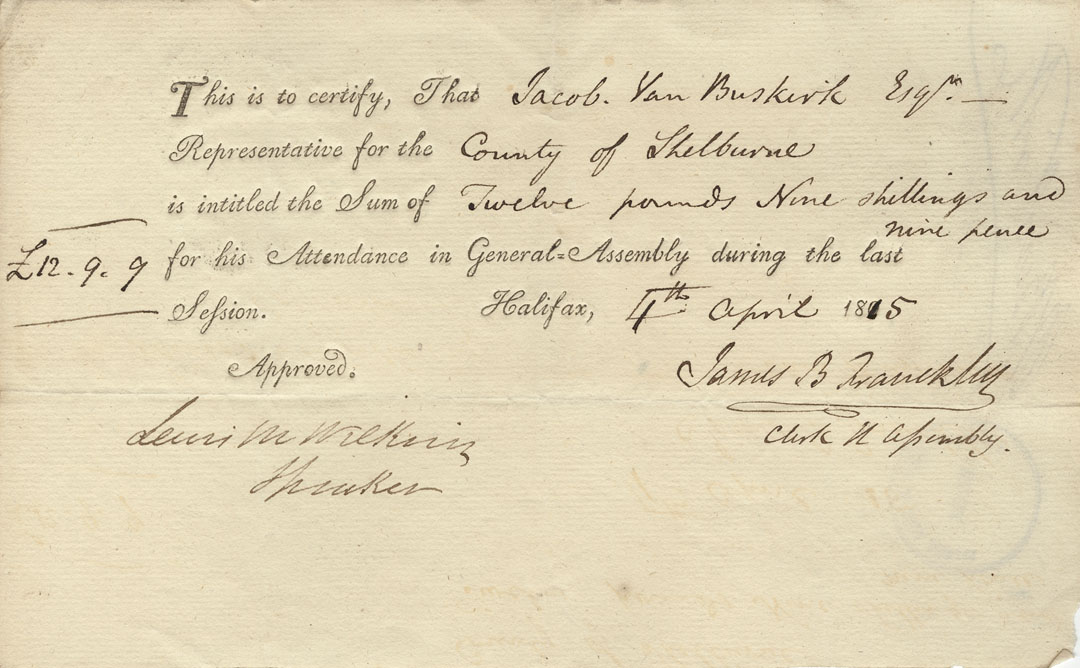 This is to certify, That Jacob. Van Buskirk Esqr. —
Representative for the County of Shelburne
is intitled the Sum of Twelve pounds Nine shillings and
nine pence
£12. 9. 9 for his Attendance in General=Assembly during the last
Session. Halifax, 4th April 1815
Approved.
James B Francklin
Clerk H Assembly.
Lewis M Wilkins
Speaker